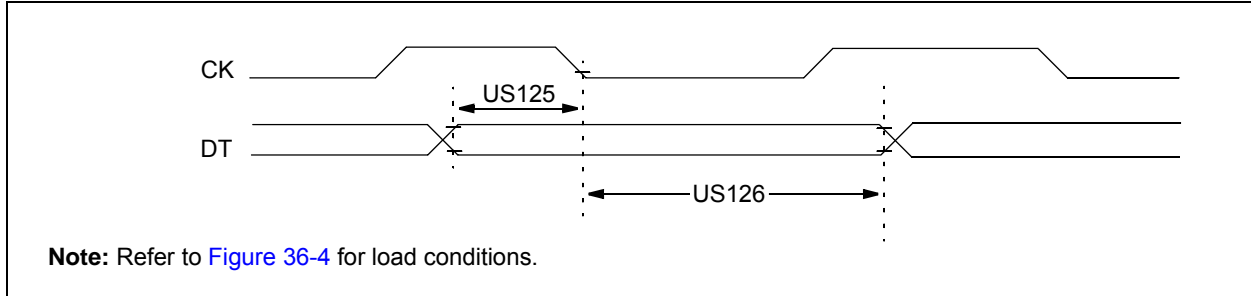 CK
US125
DT
US126
Note: Refer to Figure 36-4 for load conditions.